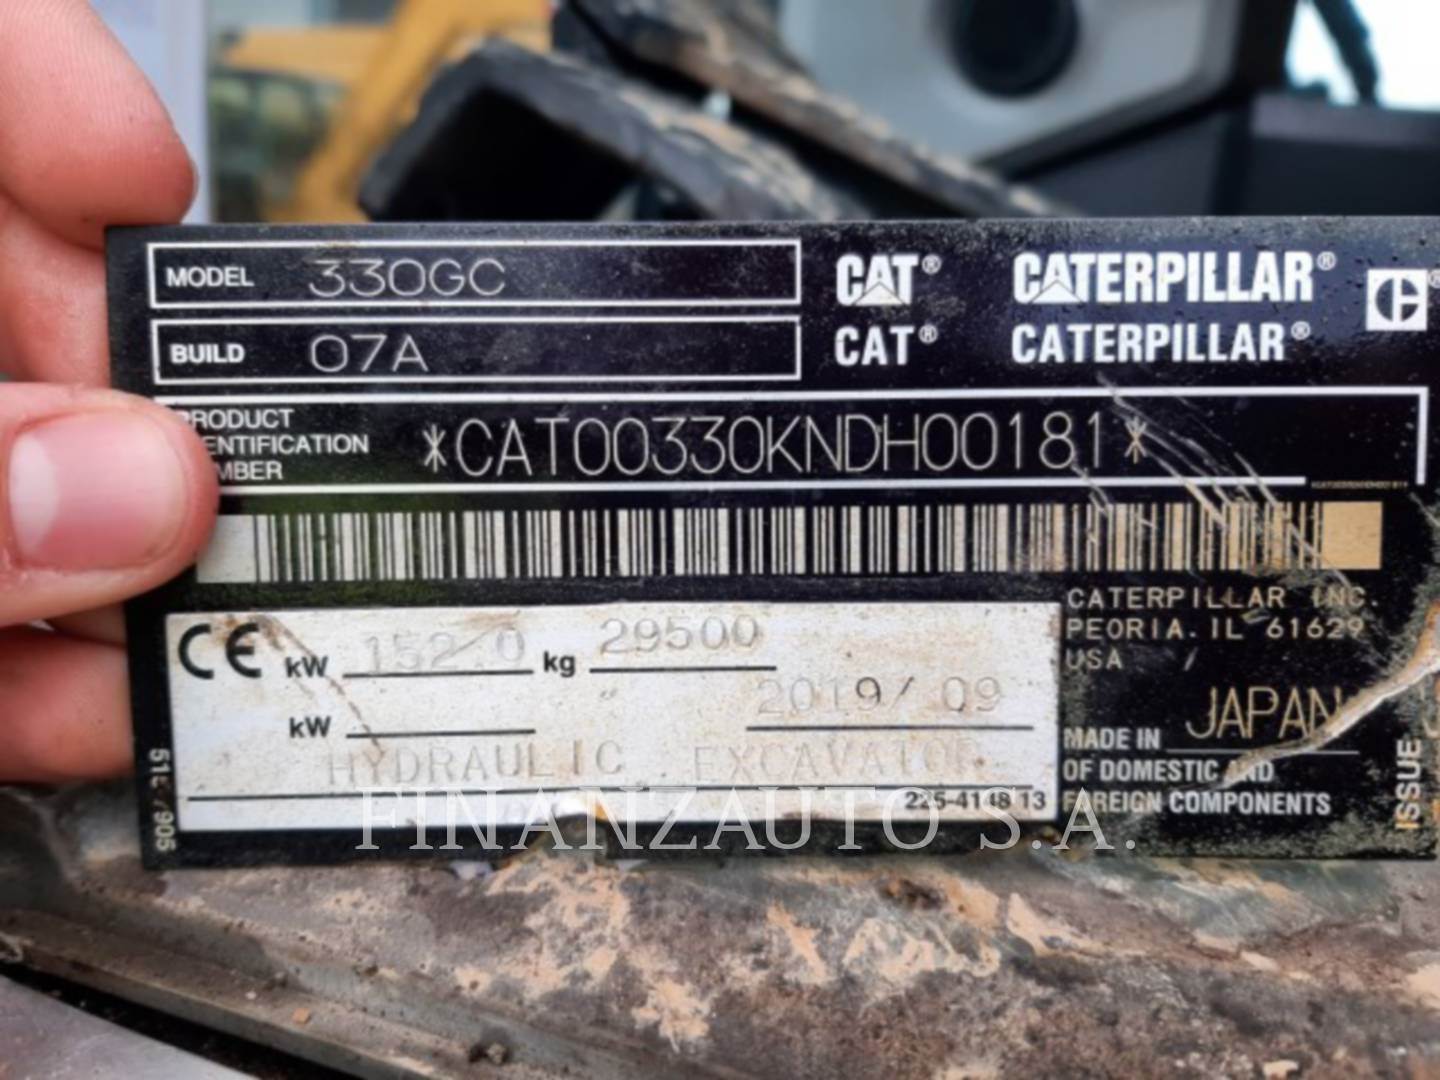 MODEL 330GC
BUILD 07A
CAT® CATERPILLAR®
CAT® CATERPILLAR®
PRODUCT
IDENTIFICATION
NUMBER
*CAT00330KNDH00181*
CE kW 152.0 kg 29500
kW 2019/ 09
HYDRAULIC EXCAVATOR
225-4148 13
CATERPILLAR INC.
PEORIA. IL 61629
USA /
MADE IN JAPAN
OF DOMESTIC AND
FOREIGN COMPONENTS
ISSUE
FINANZAUTO S.A.